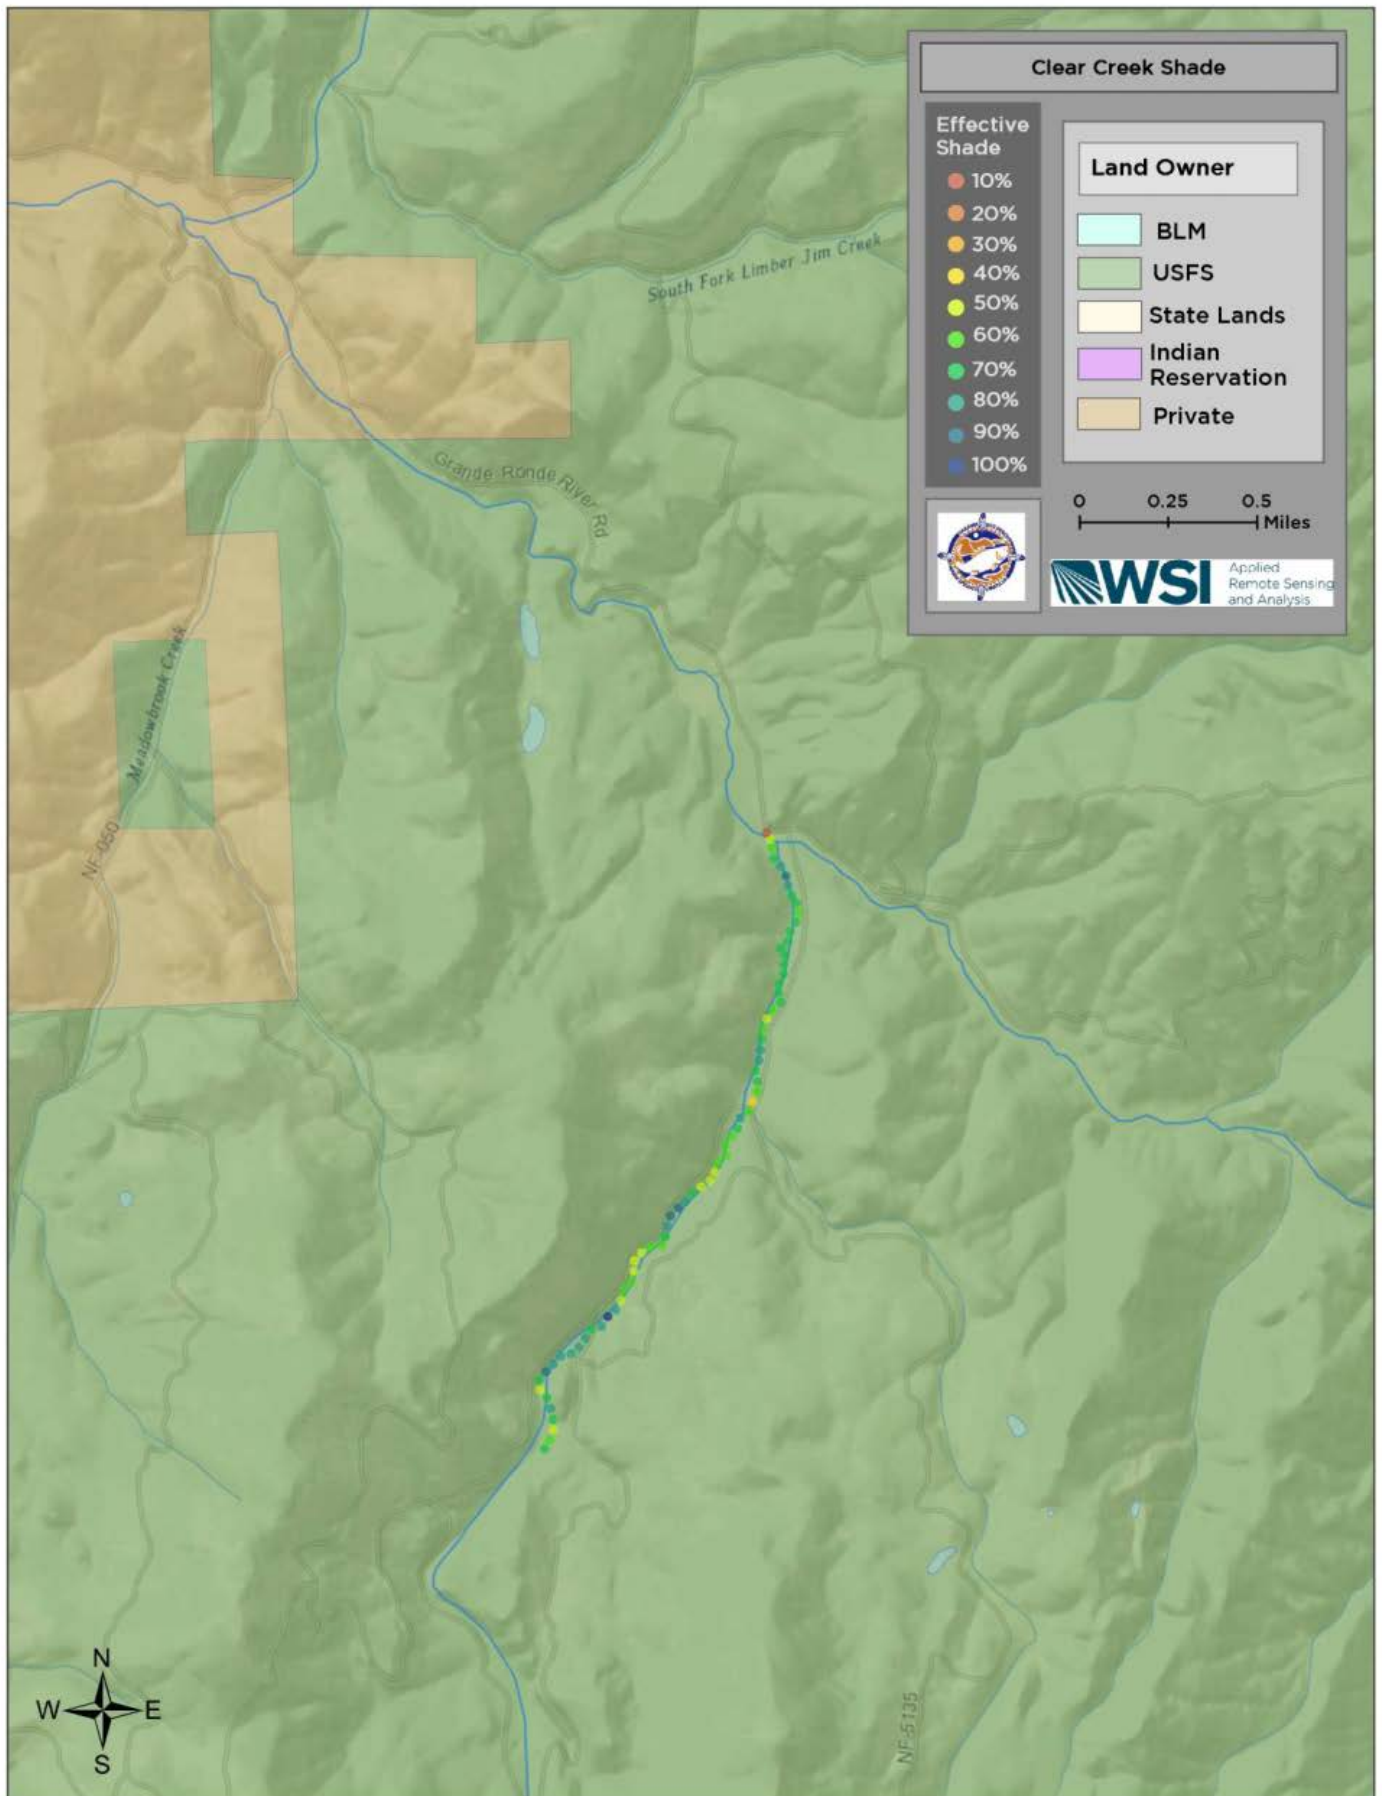 Clear Creek Shade
Effective
Shade
10%
20%
30%
40%
50%
60%
70%
80%
90%
100%
Land Owner
BLM
USFS
State Lands
Indian
Reservation
Private
0 0.25 0.5
Miles
WSI
Applied
Remote Sensing
and Analysis
South Fork Limber Jim Creek
Grande Ronde River Rd
Meadowbrook Creek
NF-050
NF-5135
N
W E
S